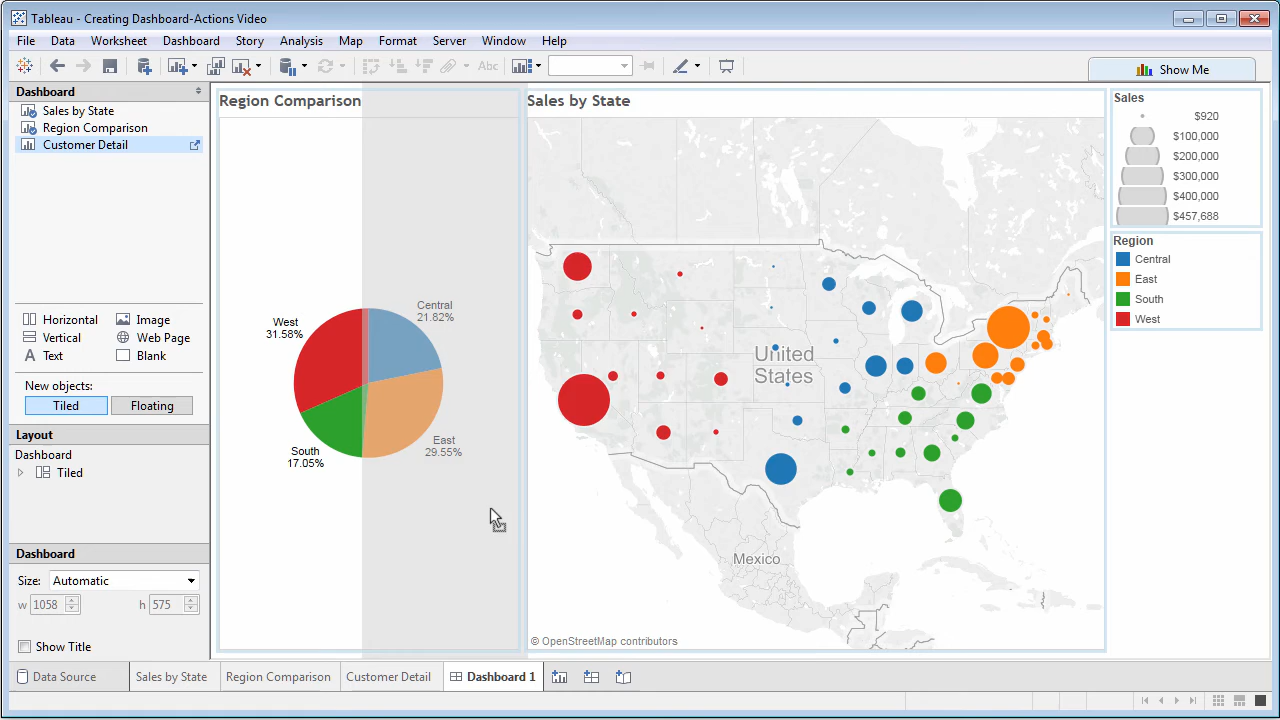 Tableau - Creating Dashboard-Actions Video
File Data Worksheet Dashboard Story Analysis Map Format Server Window Help
Abc
Show Me
Dashboard
Sales by State
Region Comparison
Customer Detail
Horizontal
Image
Vertical
Web Page
Text
Blank
New objects:
Tiled
Floating
Layout
Dashboard
Tiled
Dashboard
Size: Automatic
w 1058 h 575
Show Title
Region Comparison
West
31.58%
Central
21.82%
South
17.05%
East
29.55%
Sales by State
United
States
Mexico
© OpenStreetMap contributors
Sales
$920
$100,000
$200,000
$300,000
$400,000
$457,688
Region
Central
East
South
West
Data Source
Sales by State
Region Comparison
Customer Detail
Dashboard 1